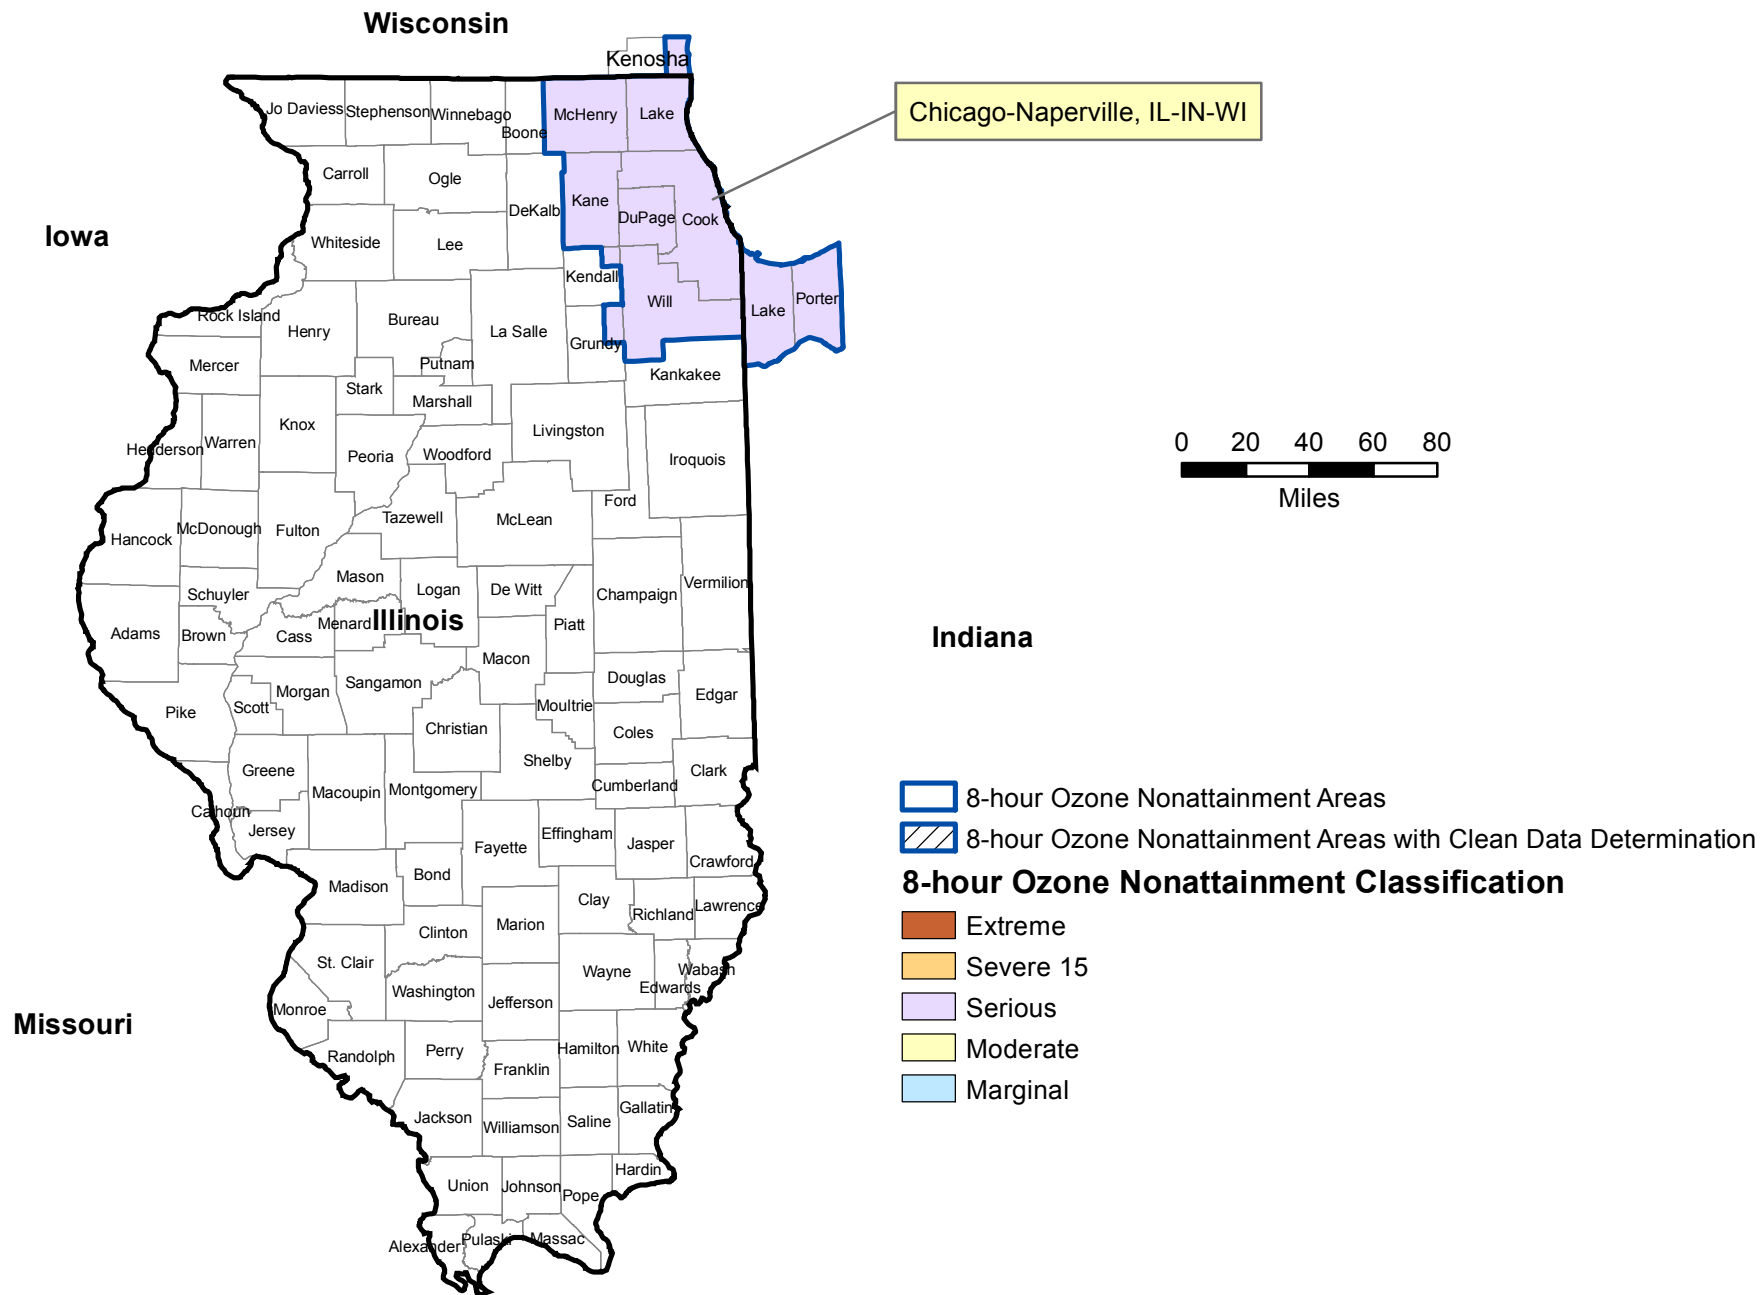 Wisconsin
Kenosha
Jo Daviess
Stephenson
Winnebago
Boone
McHenry
Lake
Chicago-Naperville, IL-IN-WI
Carroll
Ogle
DeKalb
Kane
DuPage
Cook
Iowa
Whiteside
Lee
Kendall
Will
Lake
Porter
Rock Island
Henry
Bureau
La Salle
Grundy
Mercer
Putnam
Kankakee
Stark
Marshall
Henderson
Warren
Knox
Peoria
Woodford
Livingston
Iroquois
0 20 40 60 80
Miles
Ford
Hancock
McDonough
Fulton
Tazewell
McLean
Schuyler
Mason
Logan
De Witt
Champaign
Vermilion
Adams
Brown
Cass
Menard
Illinois
Piatt
Indiana
Macon
Pike
Scott
Morgan
Sangamon
Christian
Moultrie
Douglas
Edgar
Coles
Shelby
Greene
Macoupin
Montgomery
Cumberland
Clark
Calhoun
Jersey
Fayette
Effingham
Jasper
Crawford
Madison
Bond
Clay
Richland
Lawrence
Clinton
Marion
St. Clair
Wayne
Edwards
Wabash
Washington
Jefferson
Monroe
Missouri
Randolph
Perry
Franklin
Hamilton
White
Jackson
Williamson
Saline
Gallatin
Union
Johnson
Pope
Hardin
Alexander
Pulaski
Massac
8-hour Ozone Nonattainment Areas
8-hour Ozone Nonattainment Areas with Clean Data Determination
8-hour Ozone Nonattainment Classification
Extreme
Severe 15
Serious
Moderate
Marginal